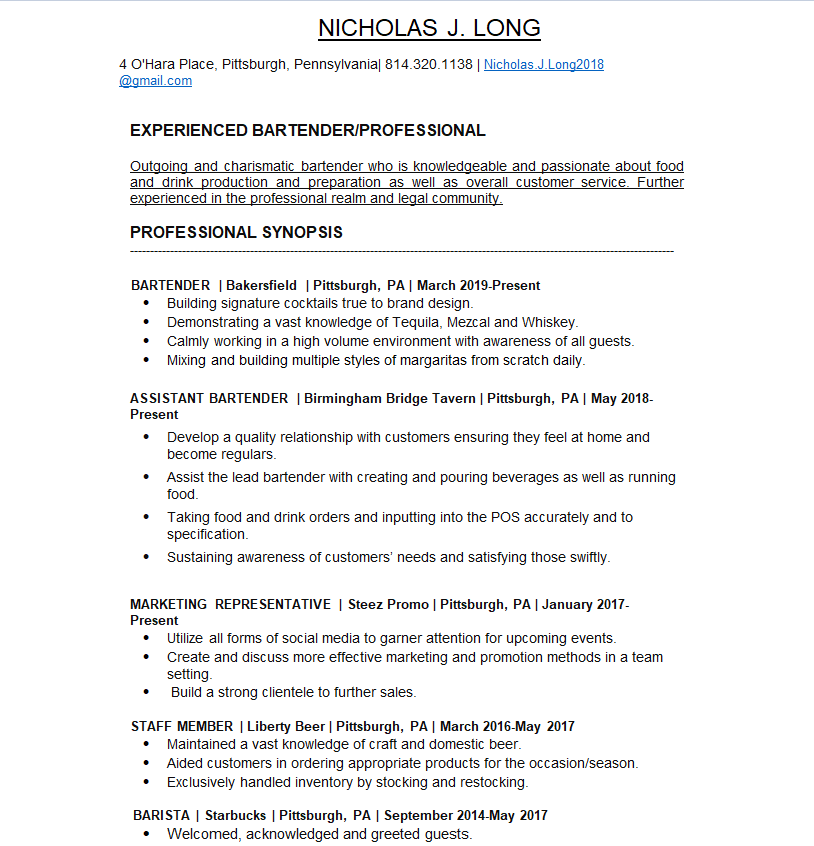 NICHOLAS J. LONG
4 O'Hara Place, Pittsburgh, Pennsylvania| 814.320.1138 | Nicholas.J.Long2018
@gmail.com
EXPERIENCED BARTENDER/PROFESSIONAL
Outgoing and charismatic bartender who is knowledgeable and passionate about food
and drink production and preparation as well as overall customer service. Further
experienced in the professional realm and legal community.
PROFESSIONAL SYNOPSIS
BARTENDER | Bakersfield | Pittsburgh, PA | March 2019-Present
• Building signature cocktails true to brand design.
• Demonstrating a vast knowledge of Tequila, Mezcal and Whiskey.
• Calmly working in a high volume environment with awareness of all guests.
• Mixing and building multiple styles of margaritas from scratch daily.
ASSISTANT BARTENDER | Birmingham Bridge Tavern | Pittsburgh, PA | May 2018-
Present
• Develop a quality relationship with customers ensuring they feel at home and
become regulars.
• Assist the lead bartender with creating and pouring beverages as well as running
food.
• Taking food and drink orders and inputting into the POS accurately and to
specification.
• Sustaining awareness of customers’ needs and satisfying those swiftly.
MARKETING REPRESENTATIVE | Steez Promo | Pittsburgh, PA | January 2017-
Present
• Utilize all forms of social media to garner attention for upcoming events.
• Create and discuss more effective marketing and promotion methods in a team
setting.
• Build a strong clientele to further sales.
STAFF MEMBER | Liberty Beer | Pittsburgh, PA | March 2016-May 2017
• Maintained a vast knowledge of craft and domestic beer.
• Aided customers in ordering appropriate products for the occasion/season.
• Exclusively handled inventory by stocking and restocking.
BARISTA | Starbucks | Pittsburgh, PA | September 2014-May 2017
• Welcomed, acknowledged and greeted guests.